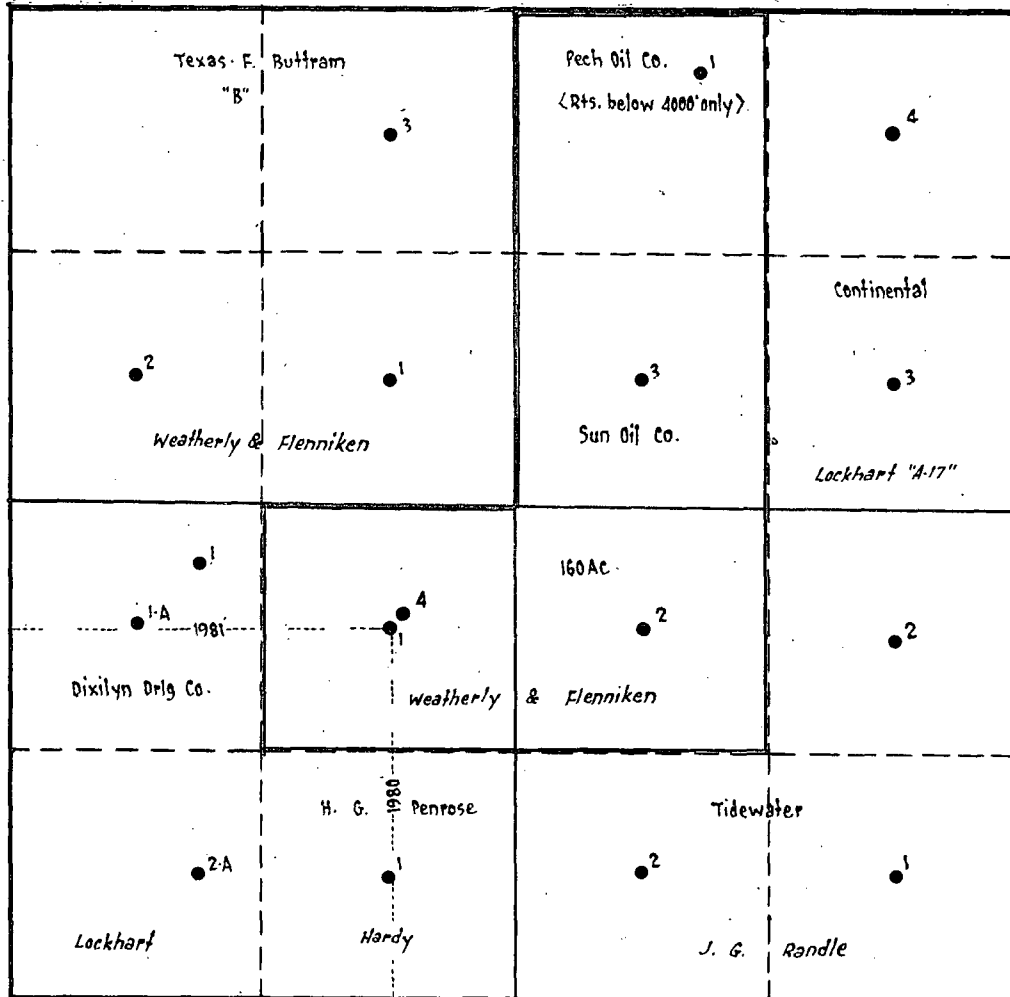 Texas · F. Buttram
"B"
3
Pech Oil Co.
1
<Rts. below 4000' only>
4
2
1
Weatherly & Flenniken
3
Sun Oil Co.
Continental
3
Lockhart "A-17"
1
1-A
1981
Dixilyn Drlg Co.
4
1
160 Ac.
2
Weatherly & Flenniken
2
H. G. Penrose
1980
2-A
1
Lockhart
Hardy
Tidewater
2
1
J. G. Randle